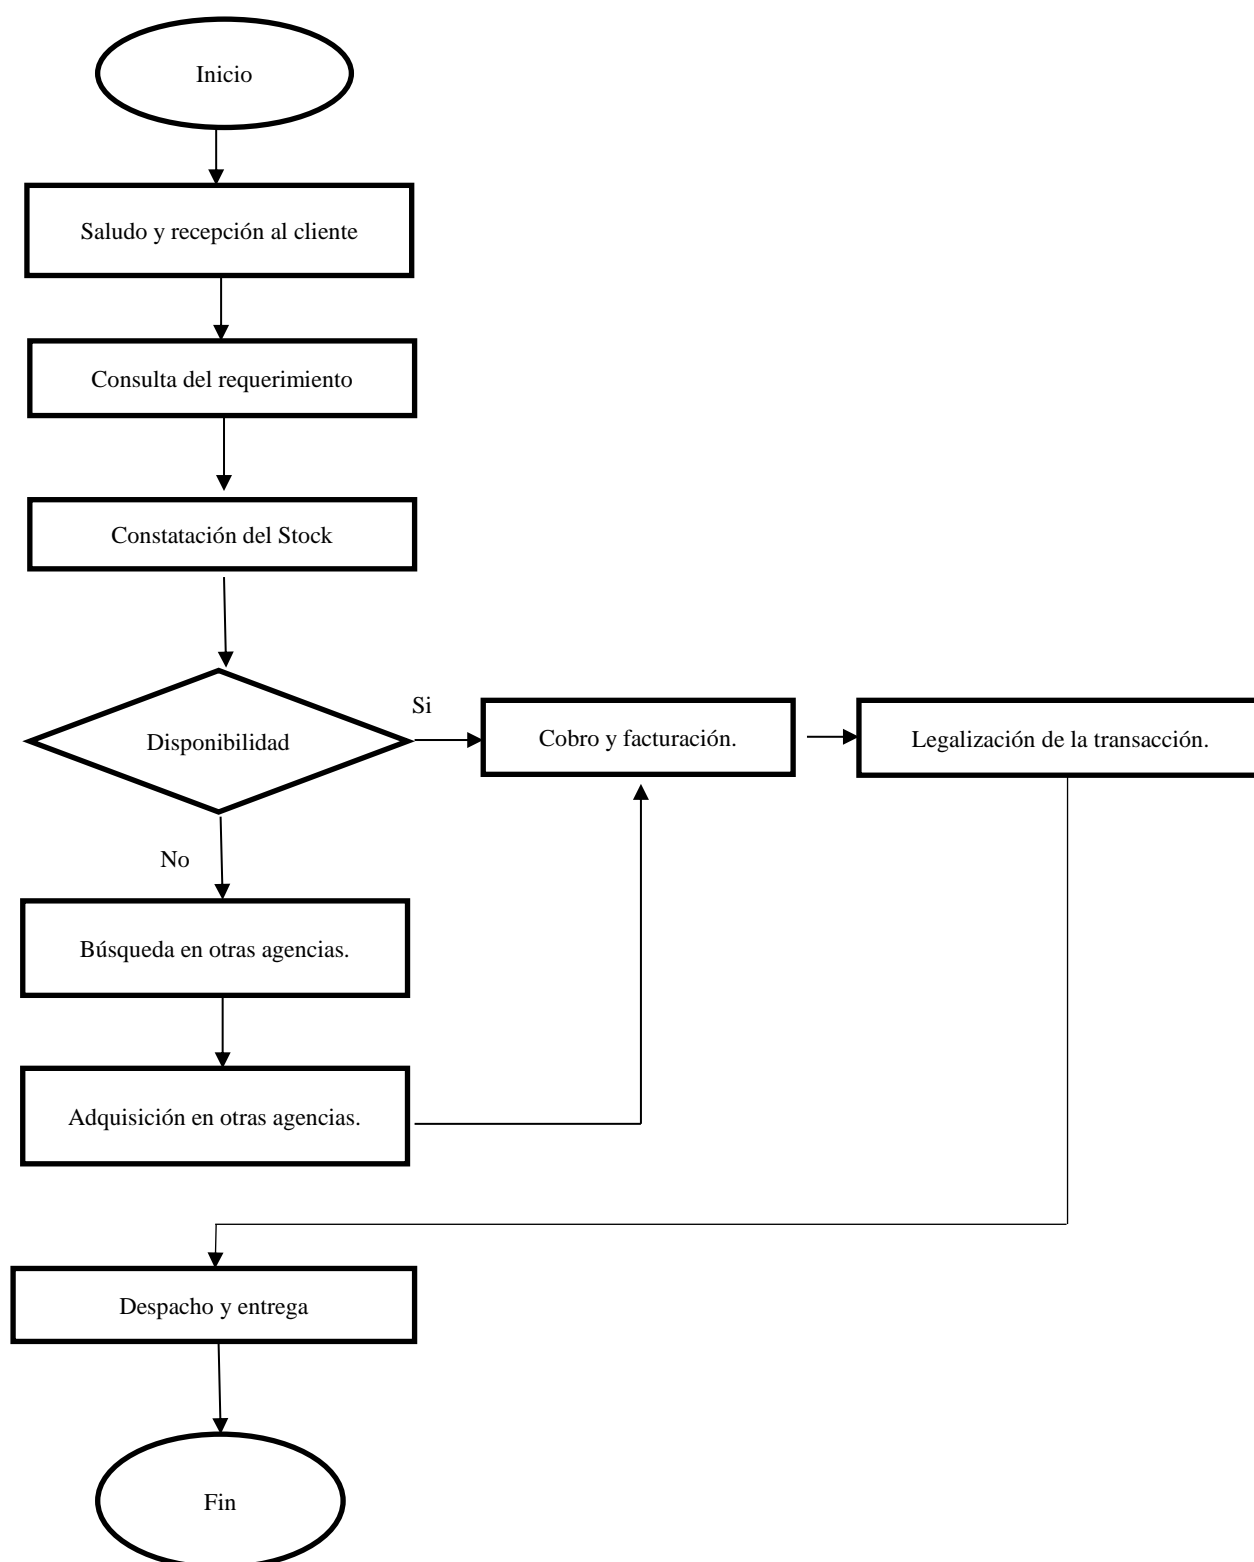 Inicio
Saludo y recepción al cliente
Consulta del requerimiento
Constatación del Stock
Disponibilidad
Si
Cobro y facturación.
Legalización de la transacción.
No
Búsqueda en otras agencias.
Adquisición en otras agencias.
Despacho y entrega
Fin